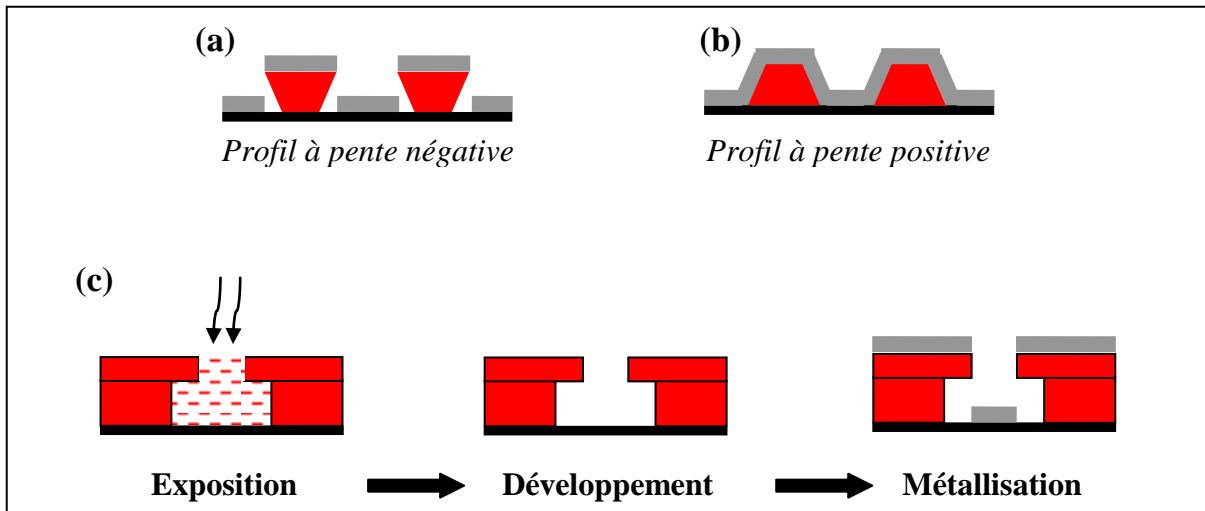 (a)
(b)
Profil à pente négative
Profil à pente positive
(c)
Exposition
Développement
Métallisation